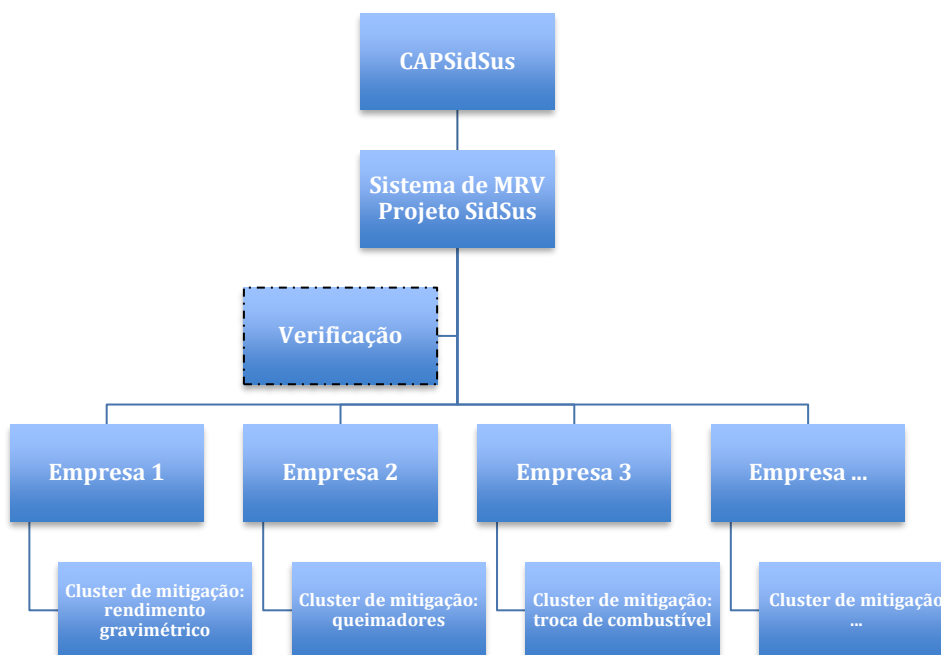 CAPSidSus
Sistema de MRV
Projeto SidSus
Verificação
Empresa 1
Empresa 2
Empresa 3
Empresa ...
Cluster de mitigação:
rendimento
gravimétrico
Cluster de mitigação:
queimadores
Cluster de mitigação:
troca de combustível
Cluster de mitigação
...